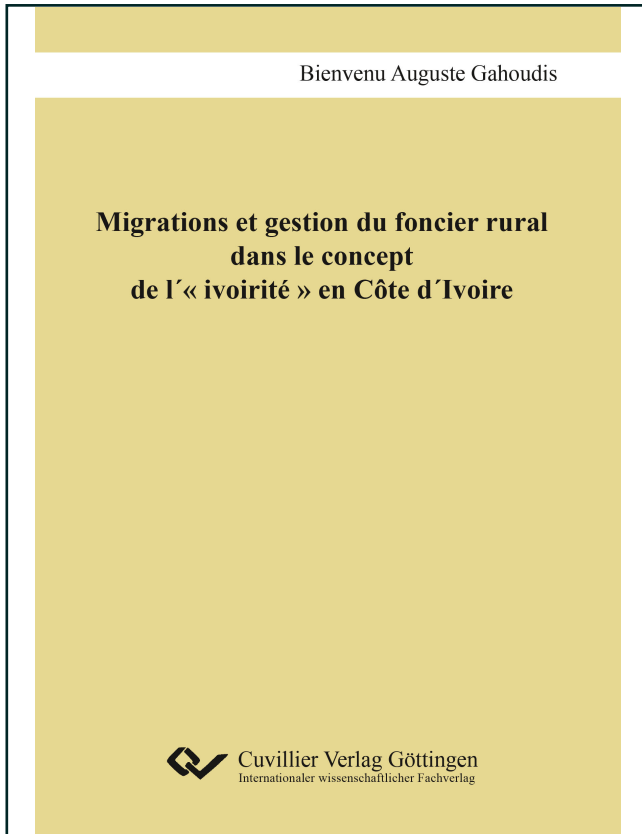 Bienvenu Auguste Gahoudis
Migrations et gestion du foncier rural
dans le concept
de l´« ivoirité » en Côte d´Ivoire
Cuvillier Verlag Göttingen
Internationaler wissenschaftlicher Fachverlag